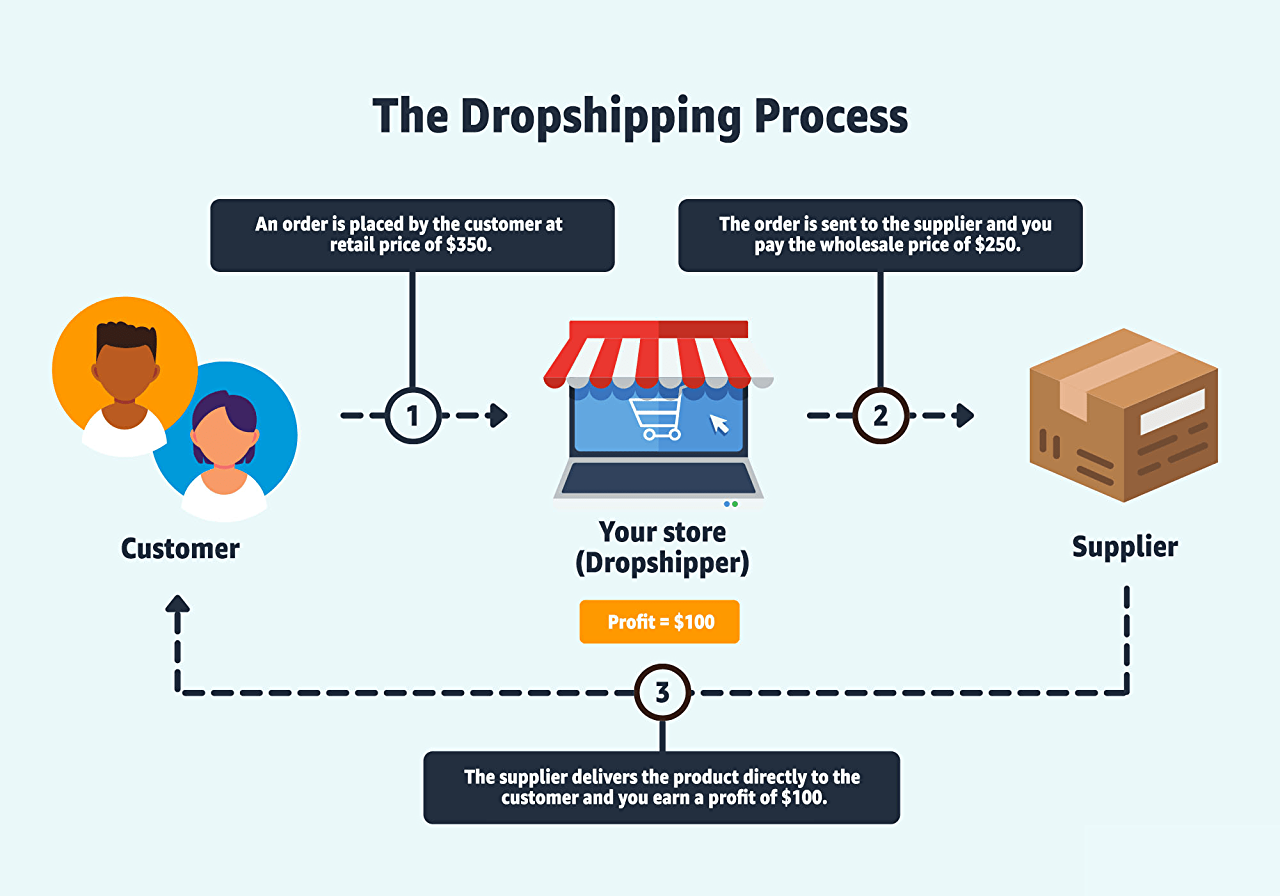 The Dropshipping Process
An order is placed by the customer at
retail price of $350.
The order is sent to the supplier and you
pay the wholesale price of $250.
1
2
Customer
Your store
(Dropshipper)
Supplier
Profit = $100
3
The supplier delivers the product directly to the
customer and you earn a profit of $100.